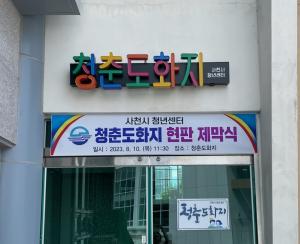 청춘도화지
사천시
청년센터
사천시 청년센터
청춘도화지 현판 제막식
일시 : 2023. 8. 10. (목) 11:30 장소 : 청춘도화지
청춘도화지